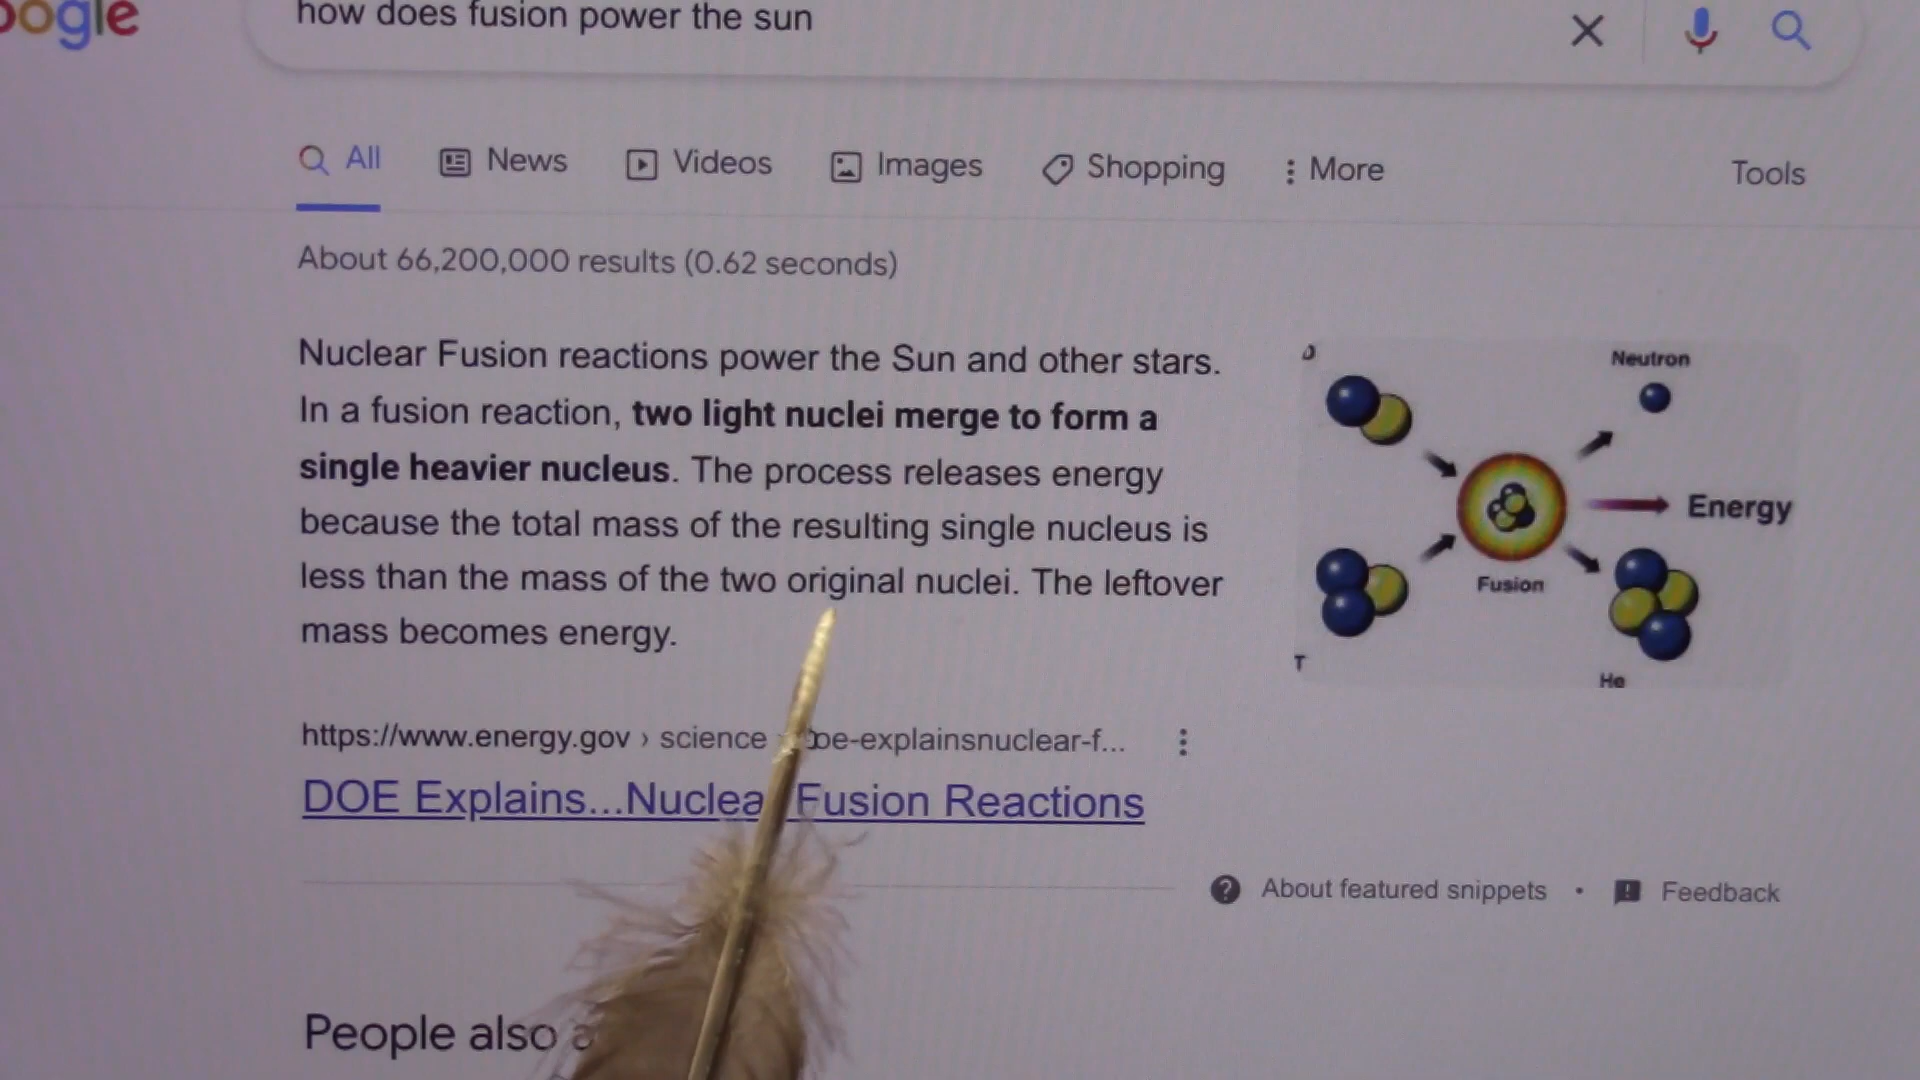 how does fusion power the sun
All News Videos Images Shopping More Tools
About 66,200,000 results (0.62 seconds)
Nuclear Fusion reactions power the Sun and other stars.
In a fusion reaction, two light nuclei merge to form a
single heavier nucleus. The process releases energy
because the total mass of the resulting single nucleus is
less than the mass of the two original nuclei. The leftover
mass becomes energy.
Neutron
Energy
Fusion
T
He
https://www.energy.gov › science
DOE Explains...Nuclear Fusion Reactions
About featured snippets • Feedback
People also